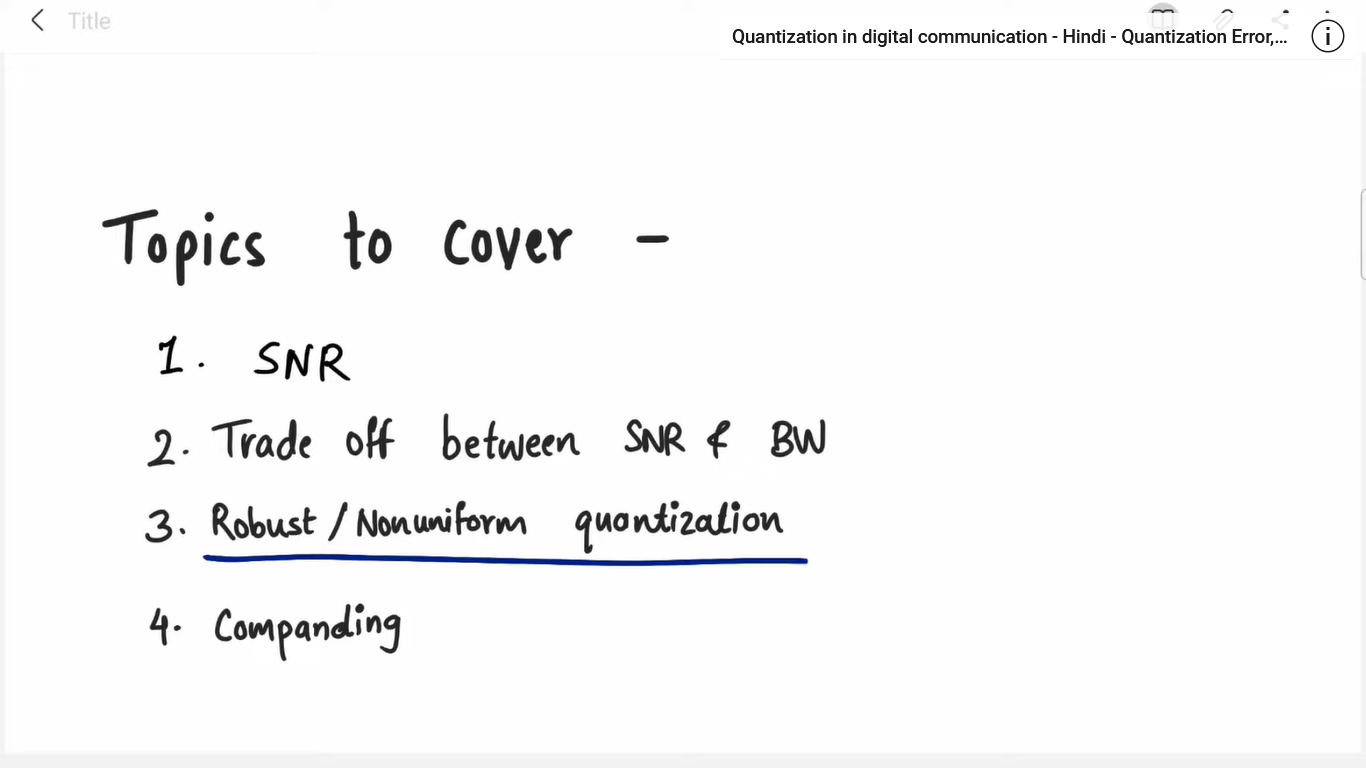 Title
Quantization in digital communication - Hindi - Quantization Error,...
Topics to cover -
1. SNR
2. Trade off between SNR & BW
3. Robust / Nonuniform quantization
4. Companding